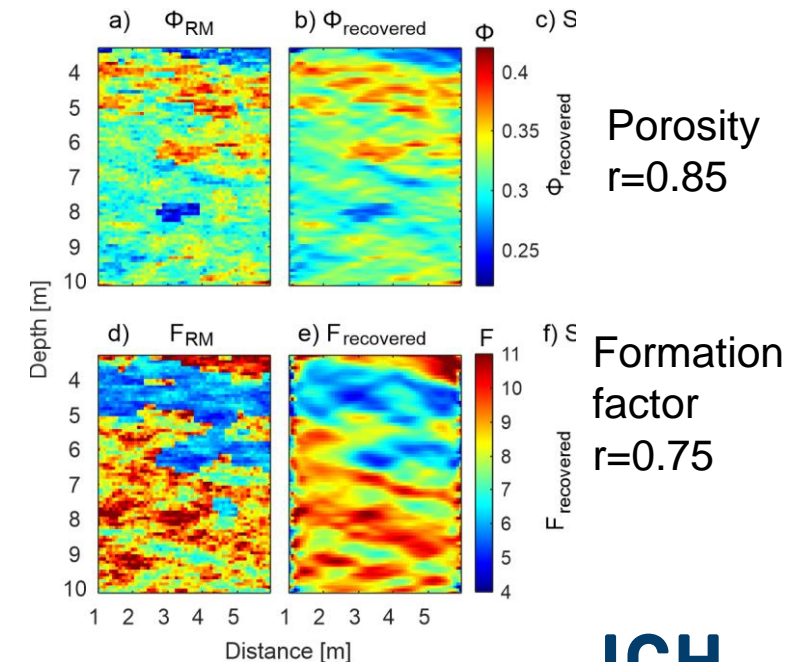 a) Φ_RM b) Φ_recovered Φ c) S
4
5
6
7
8
9
10
0.4
0.35
0.3
0.25
Φ_recovered
Porosity
r=0.85
Depth [m]
d) F_RM e) F_recovered F f) S
4
5
6
7
8
9
10
11
10
9
8
7
6
5
4
F_recovered
Formation
factor
r=0.75
1 2 3 4 5 1 2 3 4 5
Distance [m]